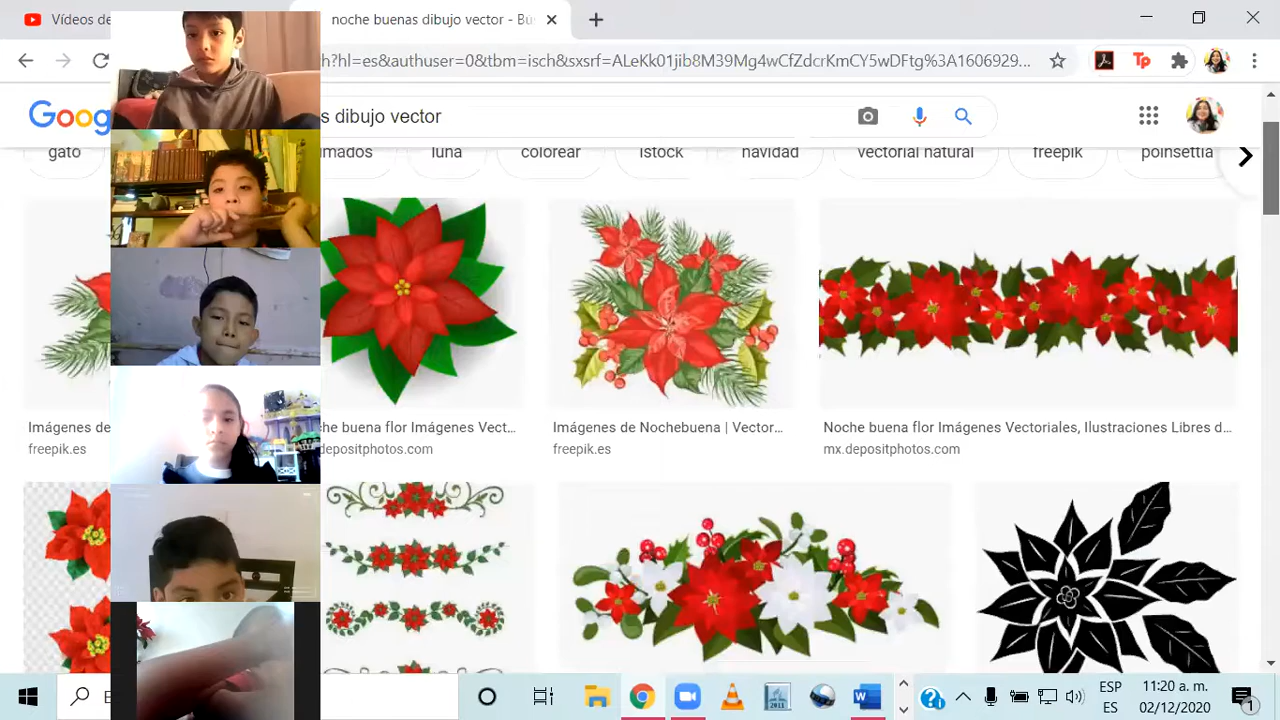 Vídeos de
noche buenas dibujo vector - Bús
h?hl=es&authuser=0&tbm=isch&sxsrf=ALeKk01jib8M39Mg4wCfZdcrKmCY5wDFtg%3A1606929...
Goog
s dibujo vector
gato
imados
luna
colorear
istock
navidad
vectorial natural
freepik
poinsettia
Imágenes de
che buena flor Imágenes Vect...
Imágenes de Nochebuena | Vector...
Noche buena flor Imágenes Vectoriales, Ilustraciones Libres d...
freepik.es
depositphotos.com
freepik.es
mx.depositphotos.com
ESP
11:20 a. m.
ES
02/12/2020
1